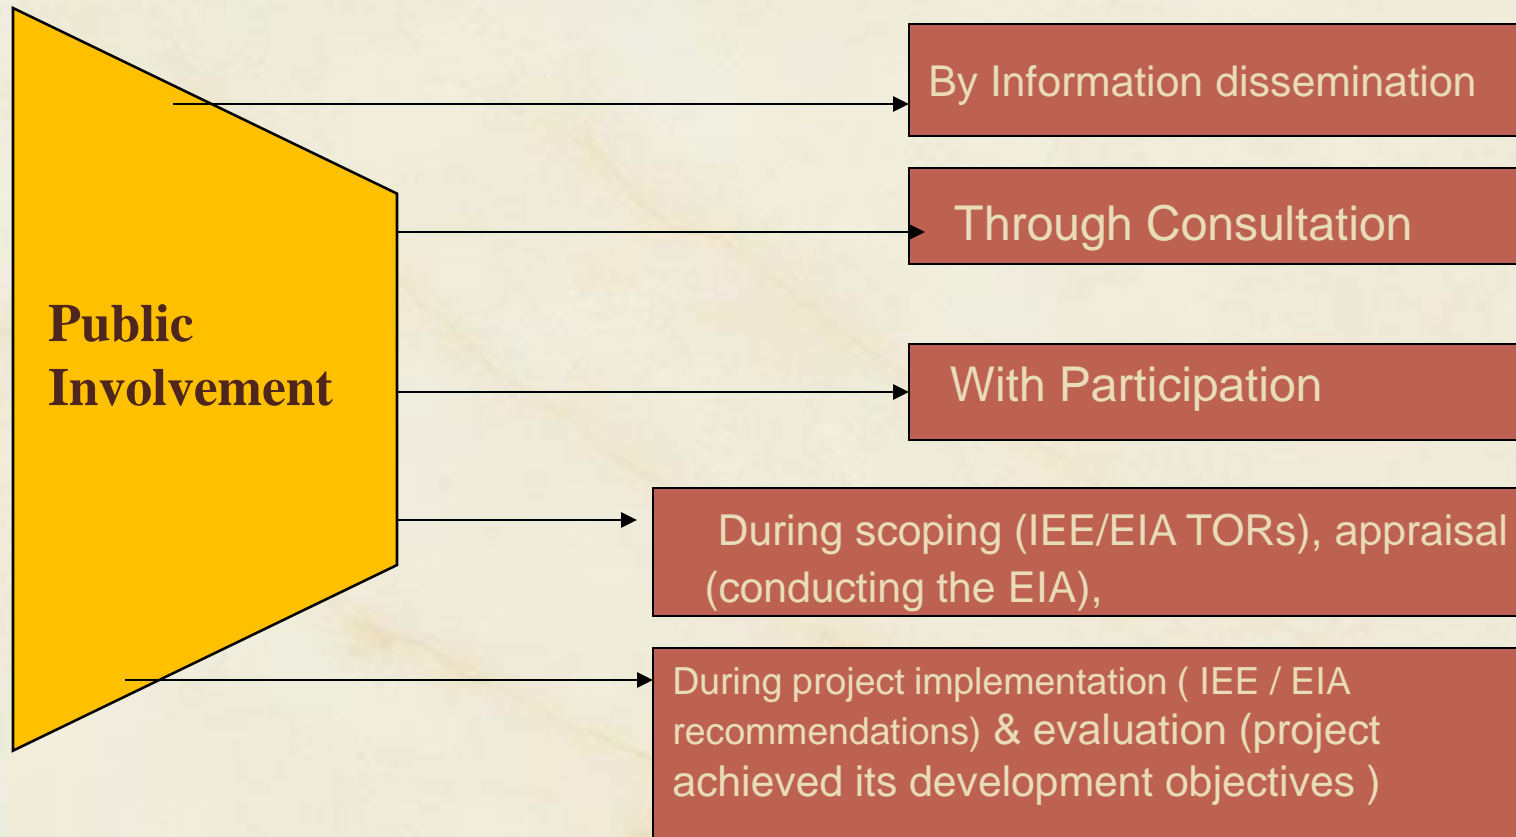 By Information dissemination
Through Consultation
Public
Involvement
With Participation
During scoping (IEE/EIA TORs), appraisal
(conducting the EIA),
During project implementation ( IEE / EIA
recommendations) & evaluation (project
achieved its development objectives )